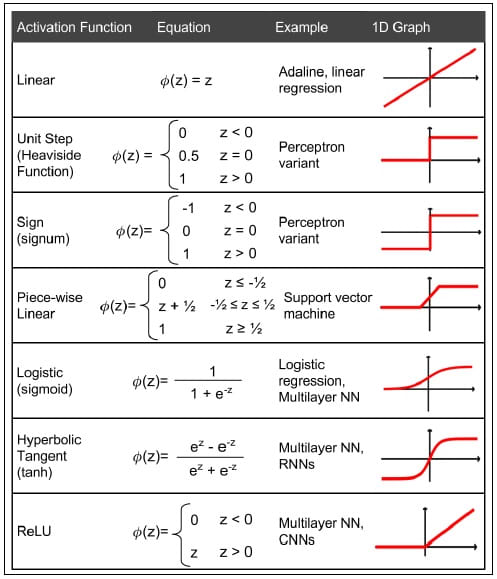 Activation Function Equation Example 1D Graph
Linear ϕ(z) = z Adaline, linear
regression
Unit Step
(Heaviside
Function)
ϕ(z) =
0 z < 0
0.5 z = 0
1 z > 0
Perceptron
variant
Sign
(signum)
ϕ(z)=
-1 z < 0
0 z = 0
1 z > 0
Perceptron
variant
Piece-wise
Linear
ϕ(z)=
0 z ≤ -½
z + ½ -½ ≤ z ≤ ½
1 z ≥ ½
Support vector
machine
Logistic
(sigmoid)
ϕ(z)=
1
1 + e⁻ᶻ
Logistic
regression,
Multilayer NN
Hyperbolic
Tangent
(tanh)
ϕ(z)=
eᶻ - e⁻ᶻ
eᶻ + e⁻ᶻ
Multilayer NN,
RNNs
ReLU
ϕ(z)=
0 z < 0
z z > 0
Multilayer NN,
CNNs